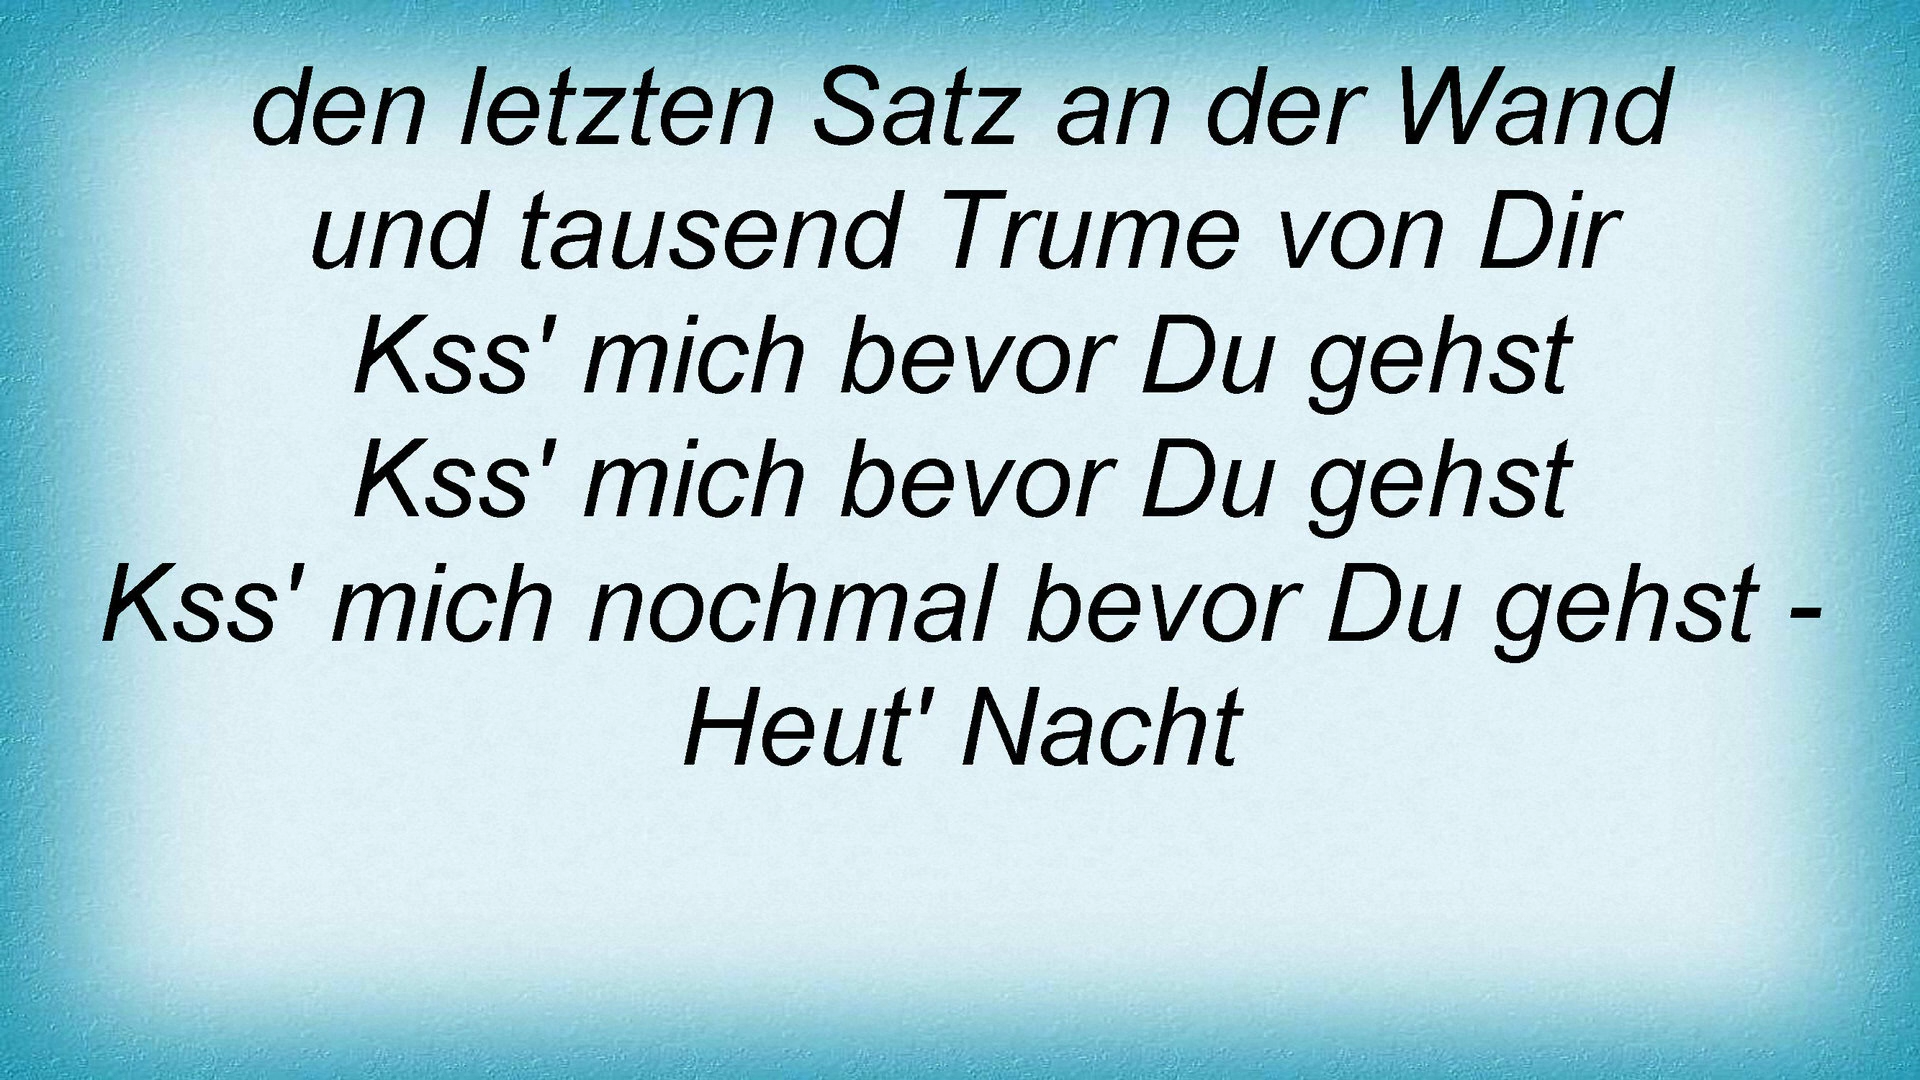 den letzten Satz an der Wand
und tausend Trume von Dir
Kss' mich bevor Du gehst
Kss' mich bevor Du gehst
Kss' mich nochmal bevor Du gehst -
Heut' Nacht